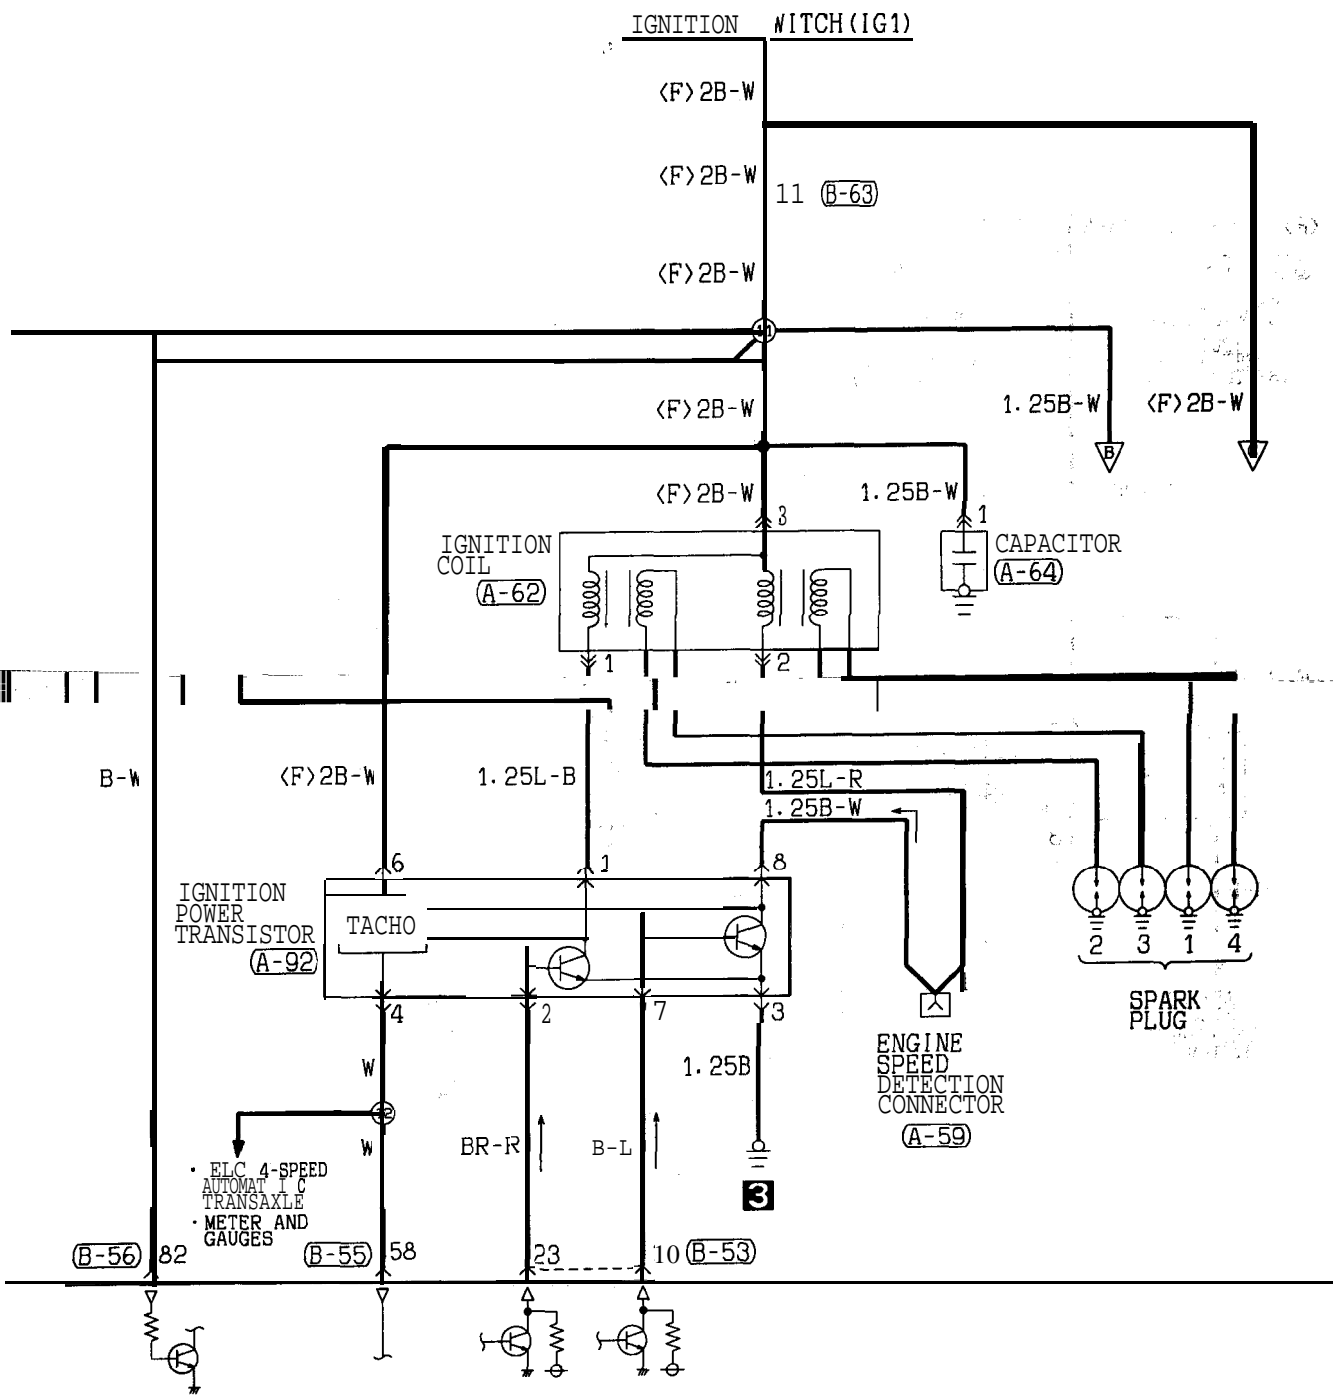 IGNITION WITCH(IG1)
<F>2B-W
<F>2B-W
11 B-63
<F>2B-W
11
<F>2B-W
1.25B-W
<F>2B-W
B
<F>2B-W
1.25B-W
3
1
IGNITION
COIL
A-62
CAPACITOR
A-64
1
2
B-W
<F>2B-W
1.25L-B
1.25L-R
1.25B-W
6
1
8
IGNITION
POWER
TRANSISTOR
A-92
TACHO
2 3 1 4
SPARK
PLUG
4
2
7
3
W
1.25B
ENGINE
SPEED
DETECTION
CONNECTOR
A-59
12
W
BR-R
B-L
3
· ELC 4-SPEED
AUTOMAT I C
TRANSAXLE
· METER AND
GAUGES
B-56 82
B-55 58
23
10 B-53